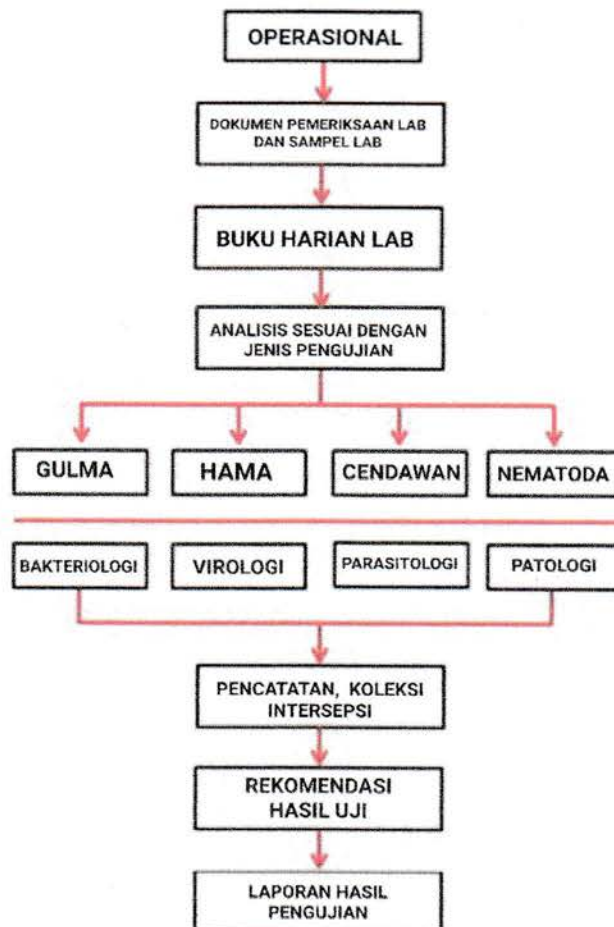 OPERASIONAL
DOKUMEN PEMERIKSAAN LAB
DAN SAMPEL LAB
BUKU HARIAN LAB
ANALISIS SESUAI DENGAN
JENIS PENGUJIAN
GULMA
HAMA
CENDAWAN
NEMATODA
BAKTERIOLOGI
VIROLOGI
PARASITOLOGI
PATOLOGI
PENCATATAN, KOLEKSI
INTERSEPSI
REKOMENDASI
HASIL UJI
LAPORAN HASIL
PENGUJIAN